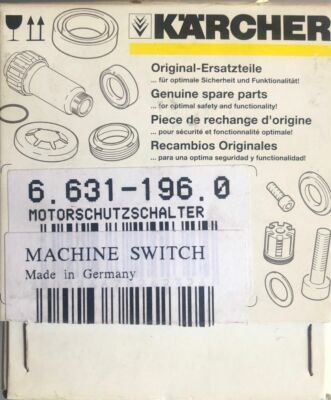 KÄRCHER
Original-Ersatzteile
... für optimale Sicherheit und Funktionalität!
Genuine spare parts
... for optimal safety and functionality!
Piece de rechange d'origine
... pour sécurité et fonctionnalité optimale!
Recambios Originales
... para una optima seguridad y functionalidad!
6.631-196.0
MOTORSCHUTZSCHALTER
MACHINE SWITCH
Made in Germany